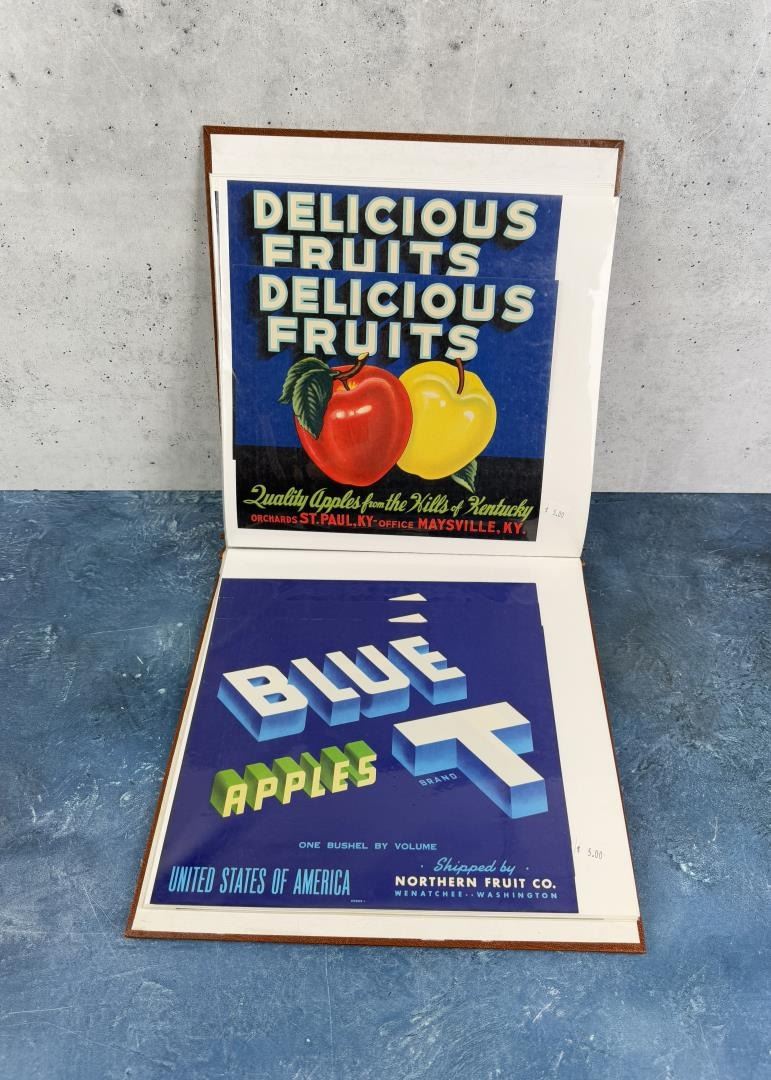 DELICIOUS
FRUITS
DELICIOUS
FRUITS
Quality Apples from the Hills of Kentucky
ORCHARDS ST. PAUL, KY - OFFICE MAYSVILLE, KY.
5.00
BLUE
T
APPLES
BRAND
ONE BUSHEL BY VOLUME
Shipped by
UNITED STATES OF AMERICA
NORTHERN FRUIT CO.
WENATCHEE - - WASHINGTON
5.00